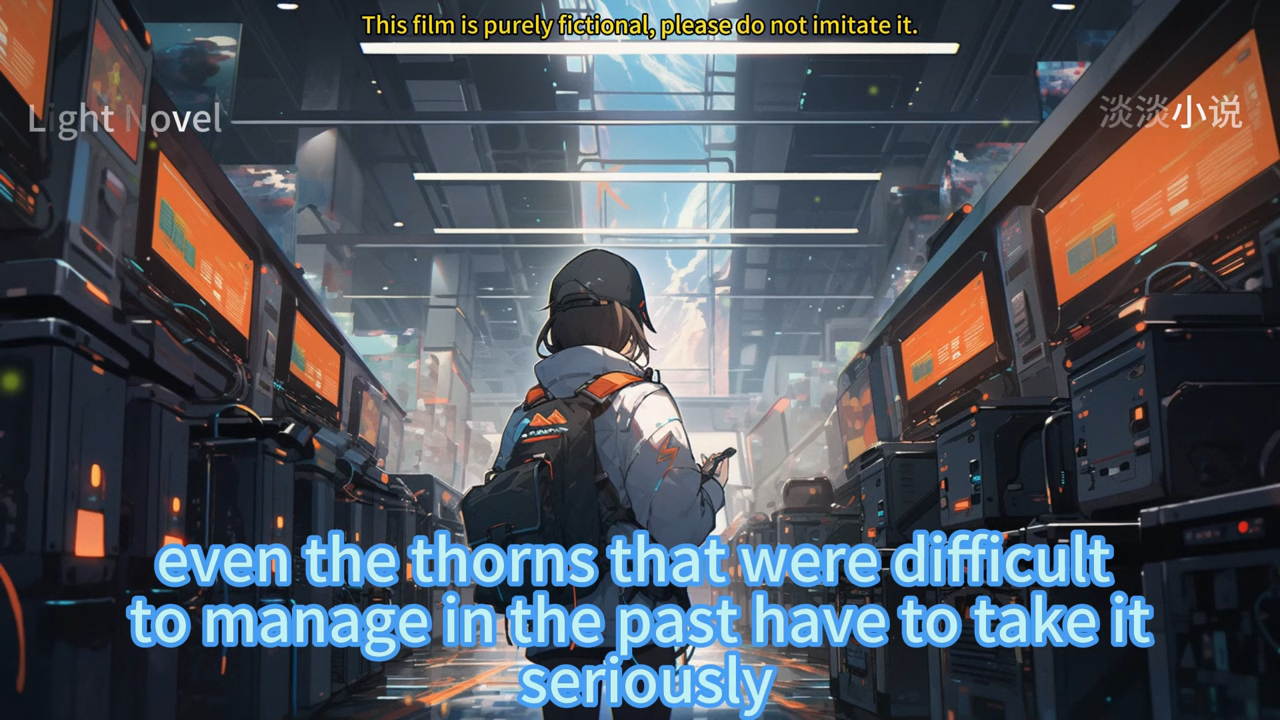 This film is purely fictional, please do not imitate it.
Light Novel
淡淡小说
even the thorns that were difficult
to manage in the past have to take it
seriously